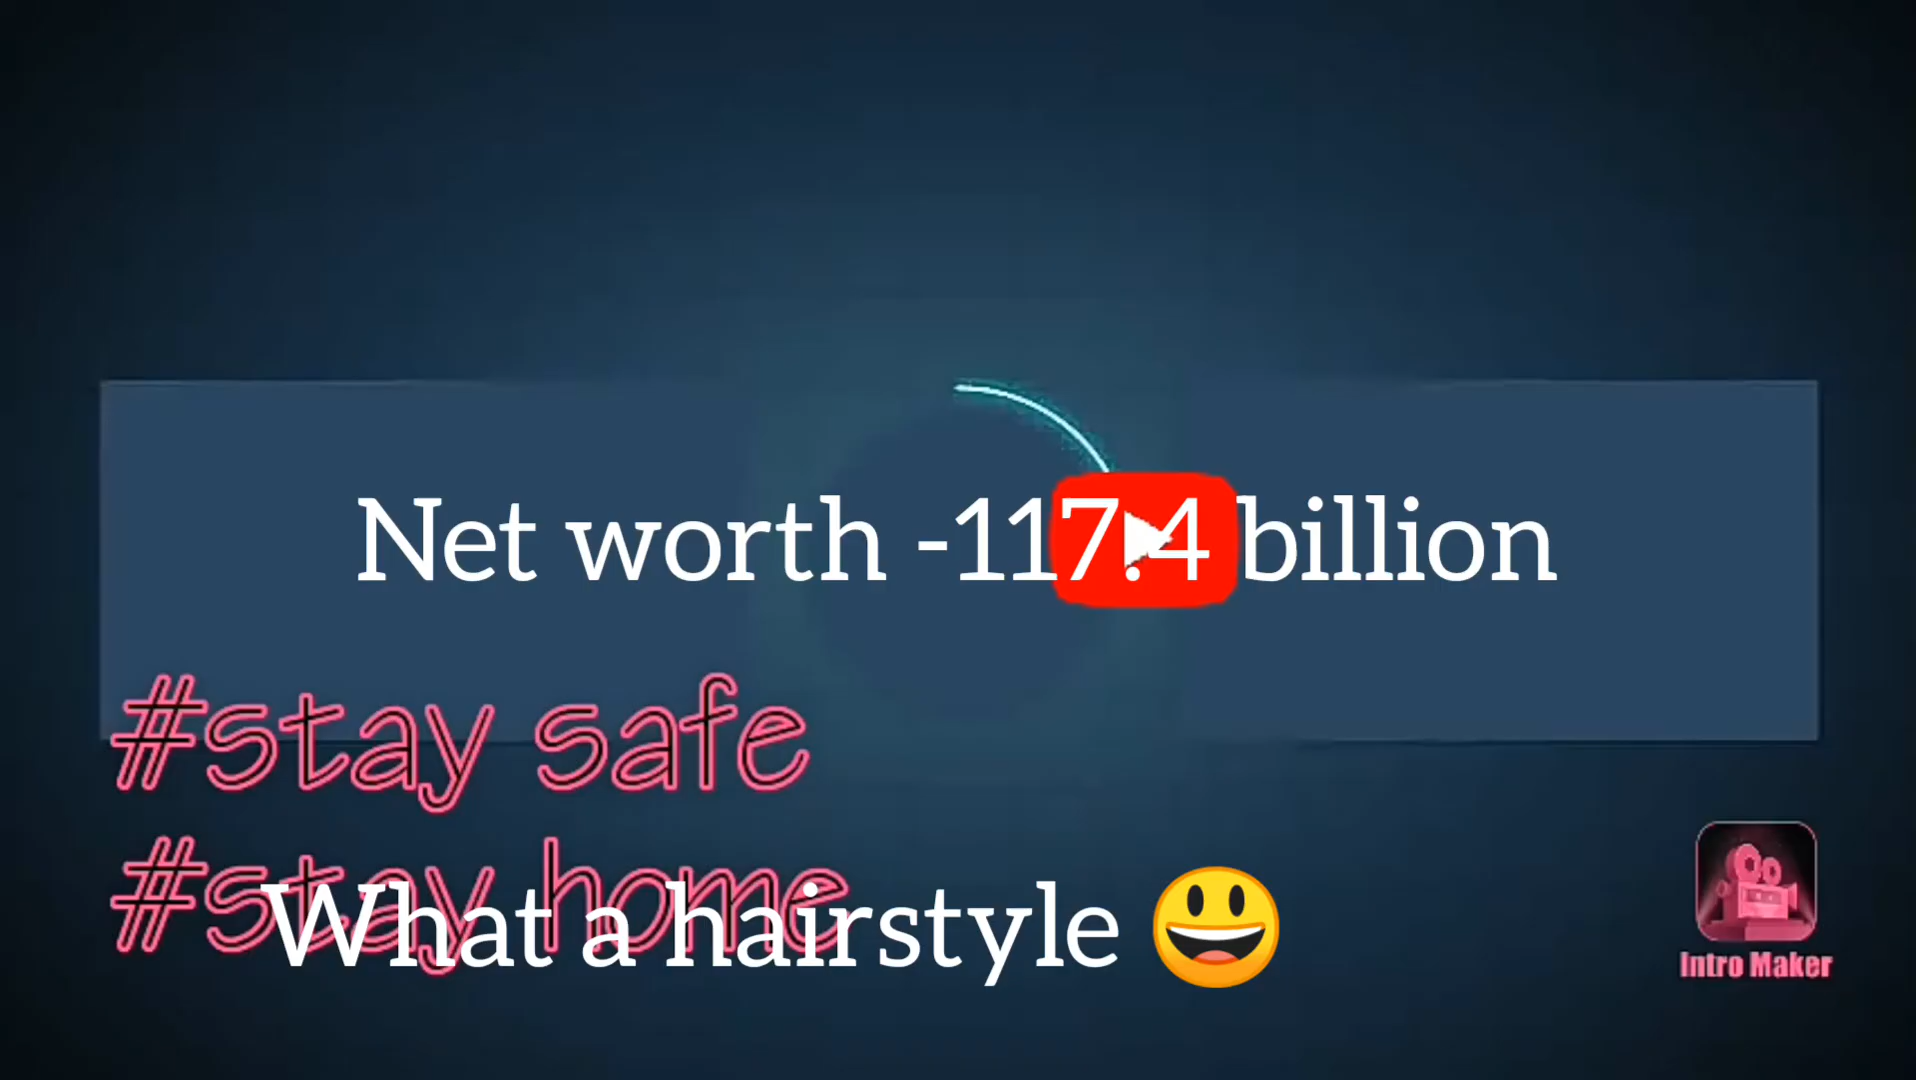 Net worth -117.4 billion
#stay safe
#stay home
What a hairstyle 😃
Intro Maker